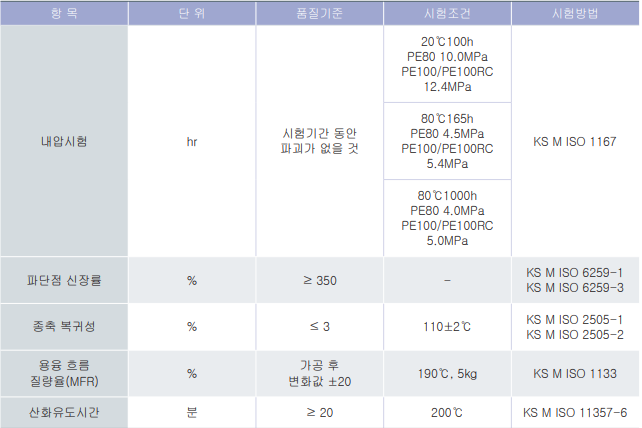 항 목
단 위
품질기준
시험조건
시험방법
내압시험
hr
시험기간 동안
파괴가 없을 것
20℃100h
PE80 10.0MPa
PE100/PE100RC
12.4MPa
80℃165h
PE80 4.5MPa
PE100/PE100RC
5.4MPa
80℃1000h
PE80 4.0MPa
PE100/PE100RC
5.0MPa
KS M ISO 1167
파단점 신장률
%
≥ 350
-
KS M ISO 6259-1
KS M ISO 6259-3
종축 복귀성
%
≤ 3
110±2℃
KS M ISO 2505-1
KS M ISO 2505-2
용융 흐름
질량율(MFR)
%
가공 후
변화값 ±20
190℃, 5kg
KS M ISO 1133
산화유도시간
분
≥ 20
200℃
KS M ISO 11357-6